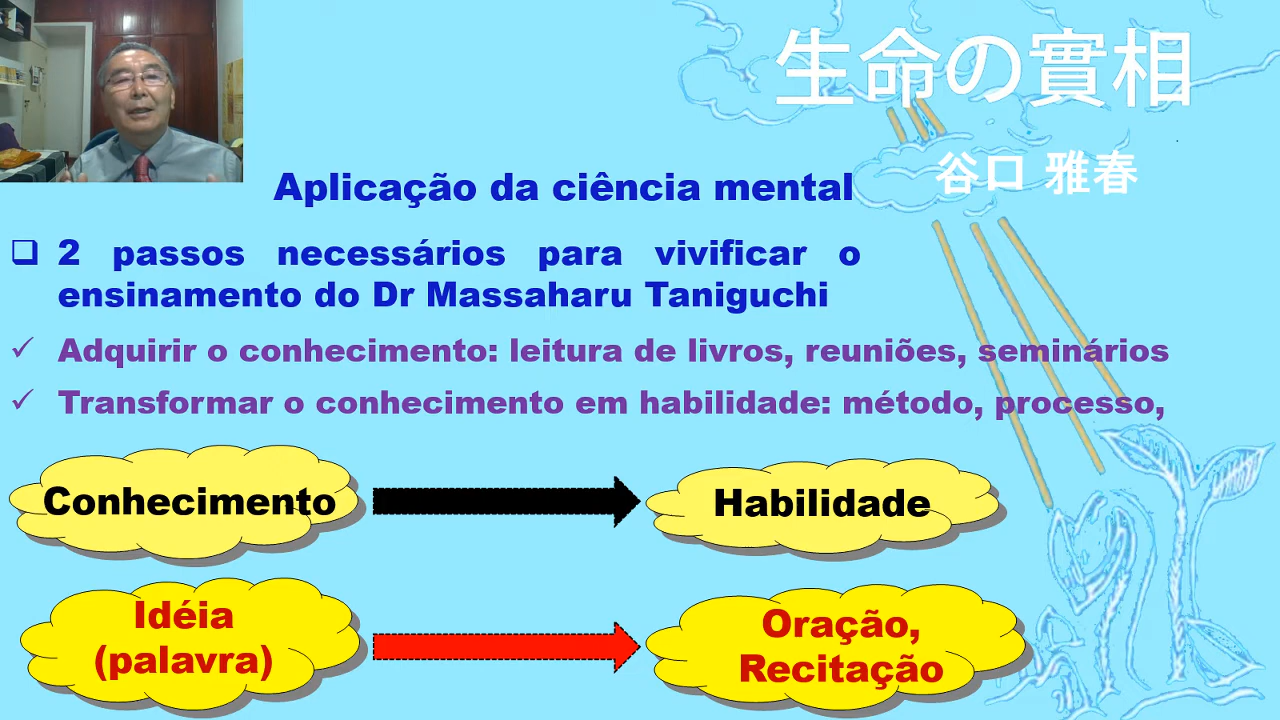 生命の實相
谷口 雅春
Aplicação da ciência mental
2 passos necessários para vivificar o
ensinamento do Dr Massaharu Taniguchi
Adquirir o conhecimento: leitura de livros, reuniões, seminários
Transformar o conhecimento em habilidade: método, processo,
Conhecimento
Habilidade
Idéia
(palavra)
Oração,
Recitação